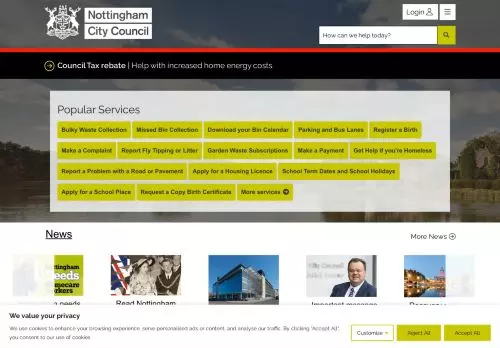 Nottingham
City Council
Login
How can we help today?
Council Tax rebate | Help with increased home energy costs
Popular Services
Bulky Waste Collection
Missed Bin Collection
Download your Bin Calendar
Parking and Bus Lanes
Register a Birth
Make a Complaint
Report Fly Tipping or Litter
Garden Waste Subscriptions
Make a Payment
Get Help if you're Homeless
Report a Problem with a Road or Pavement
Apply for a Housing Licence
School Term Dates and School Holidays
Apply for a School Place
Request a Copy Birth Certificate
More services
News
More News
Nottingham
needs
homecare
workers
City Council
Read Nottingham
Important message
We value your privacy
We use cookies to enhance your browsing experience, serve personalised ads or content, and analyse our traffic. By clicking "Accept All",
you consent to our use of cookies.
Customize
Reject All
Accept All